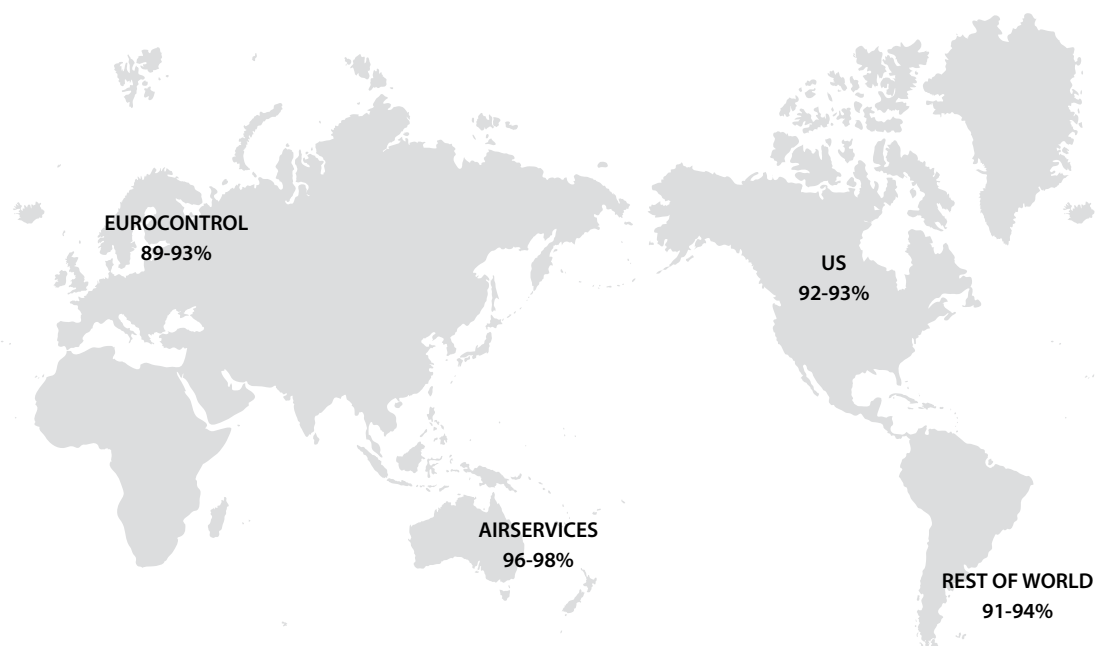 EUROCONTROL
89-93%
US
92-93%
AIRSERVICES
96-98%
REST OF WORLD
91-94%